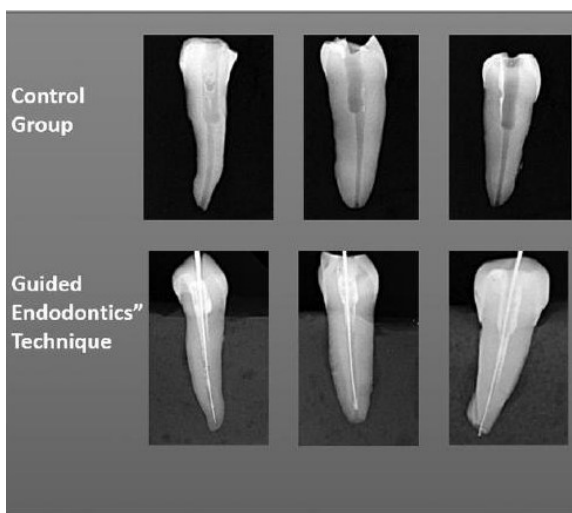 Control
Group
Guided
Endodontics”
Technique